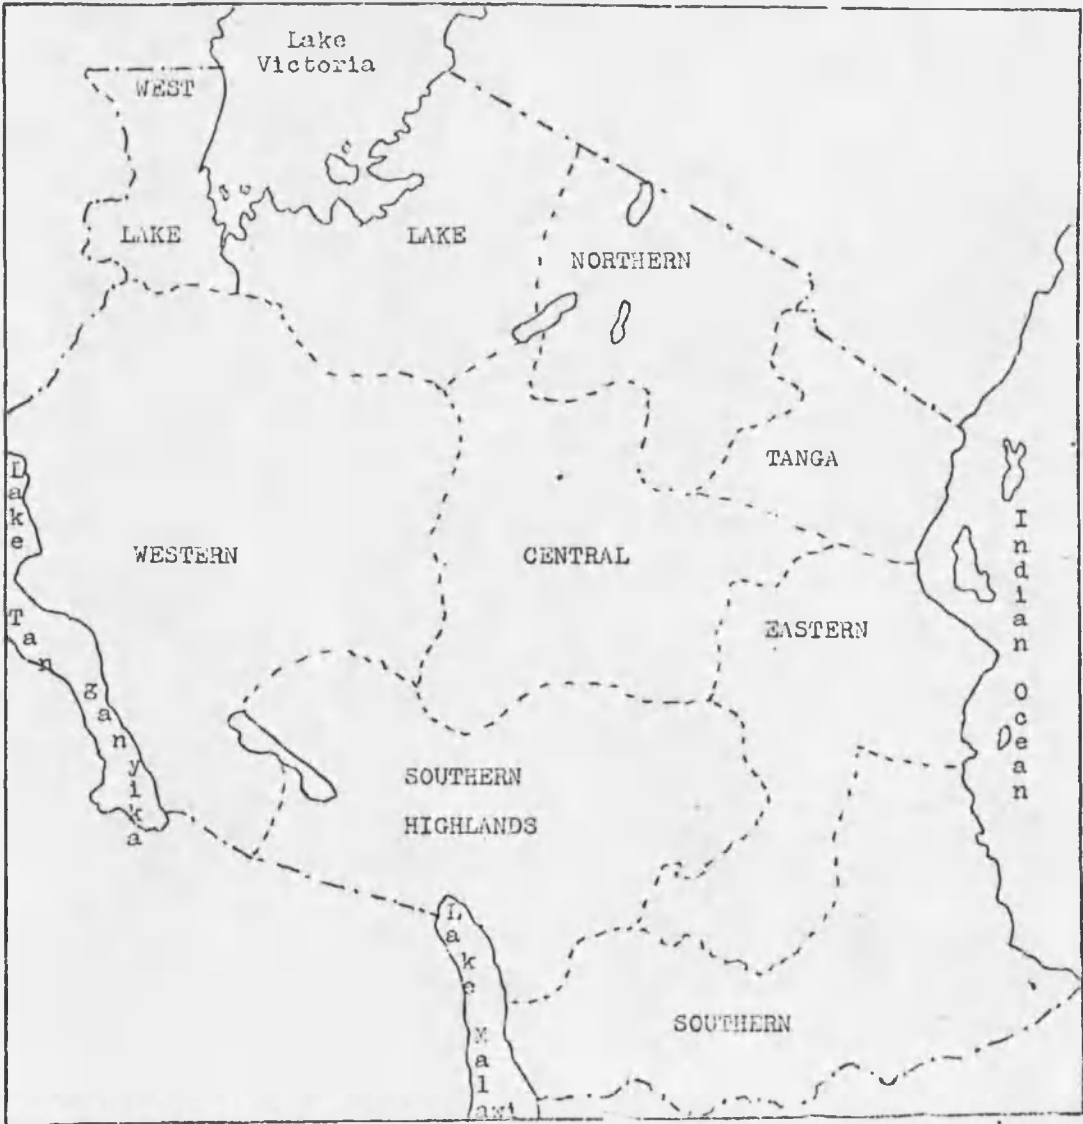 Lake
Victoria
WEST
LAKE
LAKE
NORTHERN
TANGA
WESTERN
CENTRAL
EASTERN
SOUTHERN
HIGHLANDS
SOUTHERN
Lake Tanganyika
Indian Ocean
Lake Malawi